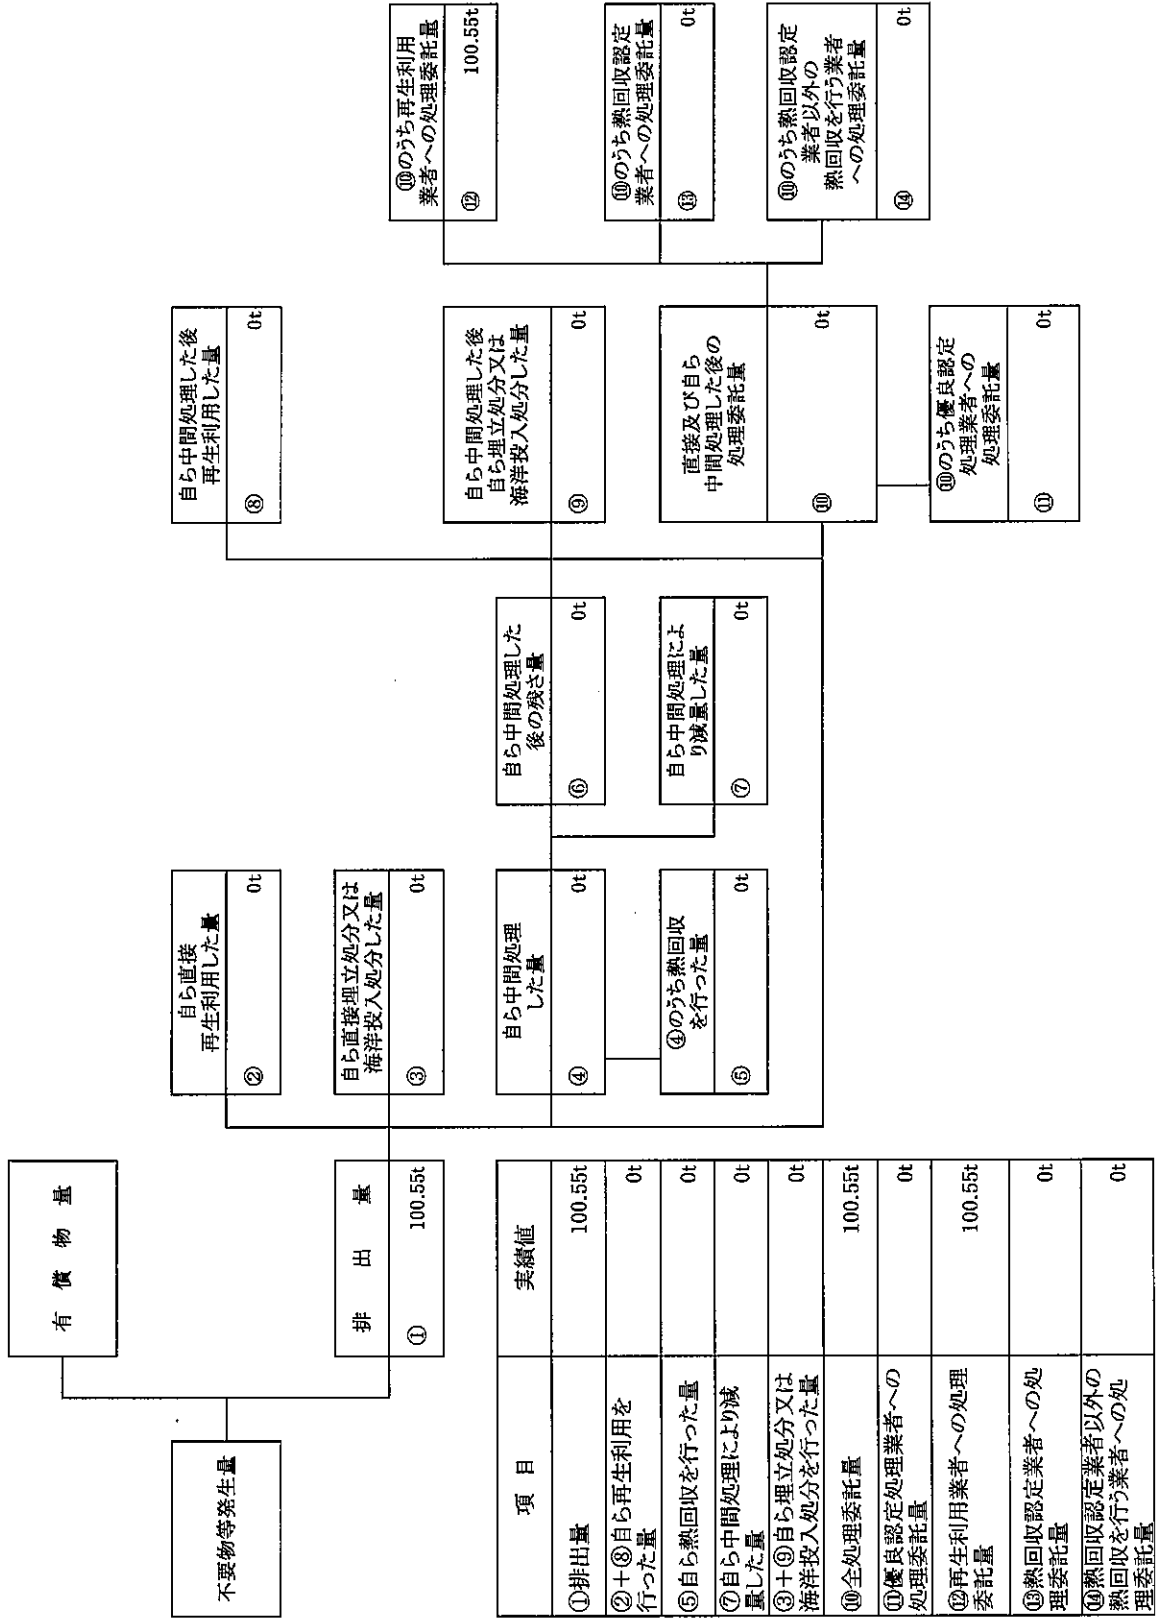 不要物等発生量
有償物量
排出量
① 100.55t
自ら直接
再生利用した量
② 0t
自ら直接埋立処分又は
海洋投入処分した量
③ 0t
自ら中間処理
した量
④ 0t
④のうち熱回収
を行った量
⑤ 0t
自ら中間処理した
後の残さ量
⑥ 0t
自ら中間処理によ
り減量した量
⑦ 0t
自ら中間処理した後
再生利用した量
⑧ 0t
自ら中間処理した後
自ら埋立処分又は
海洋投入処分した量
⑨ 0t
直接及び自ら
中間処理した後の
処理委託量
⑩ 0t
⑩のうち優良認定
処理業者への
処理委託量
⑪ 0t
⑩のうち再生利用
業者への処理委託量
⑫ 100.55t
⑩のうち熱回収認定
業者への処理委託量
⑬ 0t
⑩のうち熱回収認定
業者以外の
熱回収を行う業者
への処理委託量
⑭ 0t
項目 実績値
①排出量 100.55t
②+⑧自ら再生利用を
行った量 0t
⑤自ら熱回収を行った量 0t
⑦自ら中間処理により減
量した量 0t
③+⑨自ら埋立処分又は
海洋投入処分を行った量 0t
⑩全処理委託量 100.55t
⑪優良認定処理業者への
処理委託量 0t
⑫再生利用業者への処理
委託量 100.55t
⑬熱回収認定業者への処
理委託量 0t
⑭熱回収認定業者以外の
熱回収を行う業者への処
理委託量 0t